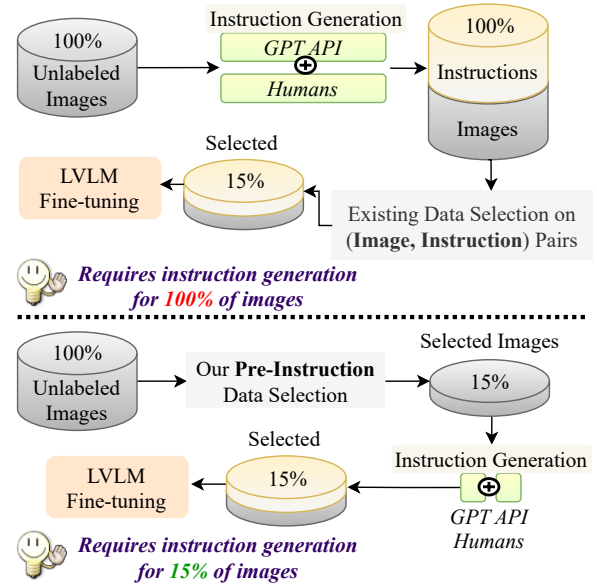 Instruction Generation
100%
Unlabeled
Images
GPT API
Humans
100%
Instructions
Images
Selected
15%
LVLM
Fine-tuning
Existing Data Selection on
(Image, Instruction) Pairs
Requires instruction generation
for 100% of images
100%
Unlabeled
Images
Our Pre-Instruction
Data Selection
Selected Images
15%
Instruction Generation
GPT API
Humans
Selected
15%
LVLM
Fine-tuning
Requires instruction generation
for 15% of images